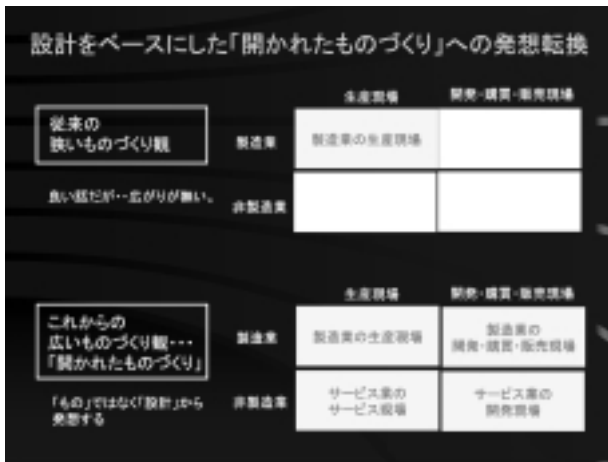 設計をベースにした「開かれたものづくり」への発想転換
生産現場
開発・購買・販売現場
従来の
狭いものづくり観
製造業
製造業の生産現場
良い話だが・・広がりが無い。
非製造業
生産現場
開発・購買・販売現場
これからの
広いものづくり観・・・
「開かれたものづくり」
製造業
製造業の生産現場
製造業の
開発・購買・販売現場
「もの」ではなく「設計」から
発想する
非製造業
サービス業の
サービス現場
サービス業の
開発現場